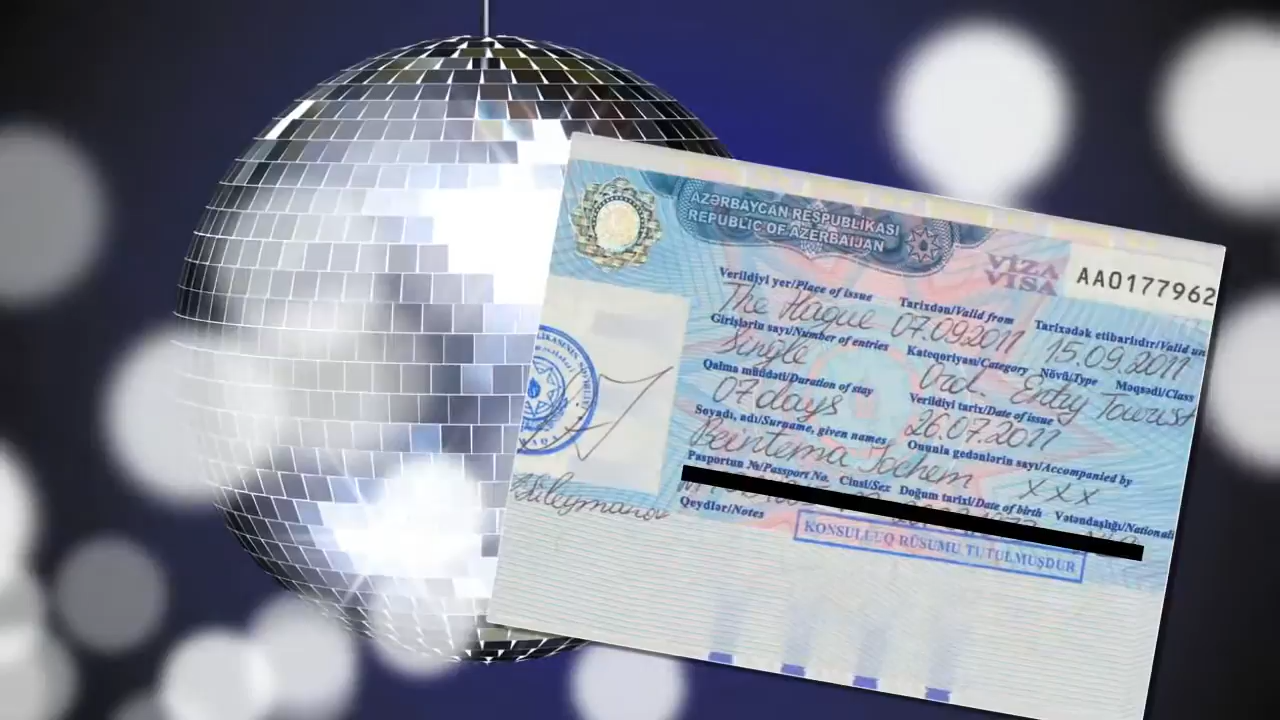 AZƏRBAYCAN RESPUBLİKASI
REPUBLIC OF AZERBAIJAN
VİZA
VISA
AA0177962
Verildiyi yer/Place of issue Tarixdən/Valid from Tarixədək etibarlıdır/Valid un
The Hague 07.09.2011 15.09.2011
Girişlərin sayı/Number of entries Kateqoriyası/Category Növü/Type Məqsədi/Class
Single Ord. Entry Tourist
Qalma müddəti/Duration of stay Verildiyi tarix/Date of issue
07 days 26.07.2011
Soyadı, adı/Surname, given names Onunla gedənlərin sayı/Accompanied by
Beintema Jochem XXX
Pasportun №/Passport No. Cinsi/Sex Doğum tarixi/Date of birth Vətəndaşlığı/Nationali
Qeydlər/Notes
KONSULLUQ RÜSUMU TUTULMUŞDUR